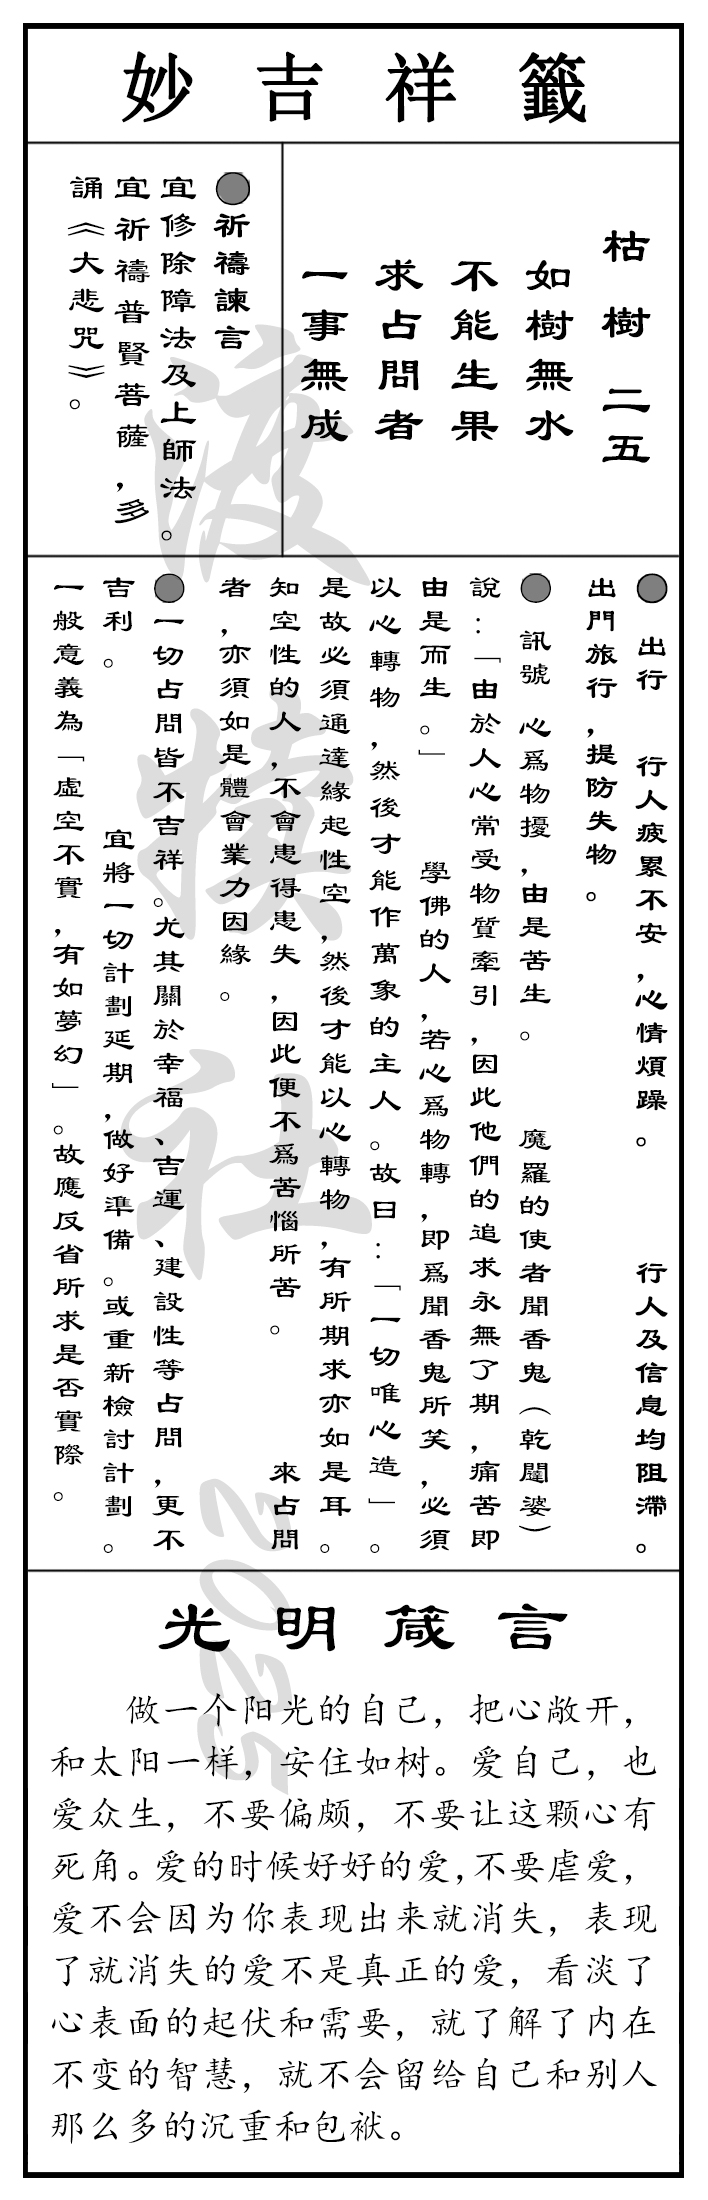 妙吉祥籤
枯樹二五
如樹無水
不能生果
求占問者
一事無成
●祈禱諫言
宜修除障法及上師法。
宜祈禱普賢菩薩，多
誦《大悲咒》。
● 出行 行人疲累不安，心情煩躁。 行人及信息均阻滯。
出門旅行，提防失物。
● 訊號 心爲物擾，由是苦生。 魔羅的使者聞香鬼（乾闥婆）
說：「由於人心常受物質牽引，因此他們的追求永無了期，痛苦即
由是而生。」 學佛的人，若心爲物轉，即爲聞香鬼所笑，必須
以心轉物，然後才能作萬象的主人。故曰：「一切唯心造」。
是故必須通達緣起性空，然後才能以心轉物，有所期求亦如是耳。
知空性的人，不會患得患失，因此便不爲苦惱所苦。 來占問
者，亦須如是體會業力因緣。
●一切占問皆不吉祥。尤其關於幸福、吉運、建設性等占問，更不
吉利。 宜將一切計劃延期，做好準備。或重新檢討計劃。
一般意義為「虛空不實，有如夢幻」。故應反省所求是否實際。
光明箴言
做一个阳光的自己，把心敞开，
和太阳一样，安住如树。爱自己，也
爱众生，不要偏颇，不要让这颗心有
死角。爱的时候好好的爱，不要虐爱，
爱不会因为你表现出来就消失，表现
了就消失的爱不是真正的爱，看淡了
心表面的起伏和需要，就了解了内在
不变的智慧，就不会留给自己和别人
那么多的沉重和包袱。
渡 社 2025